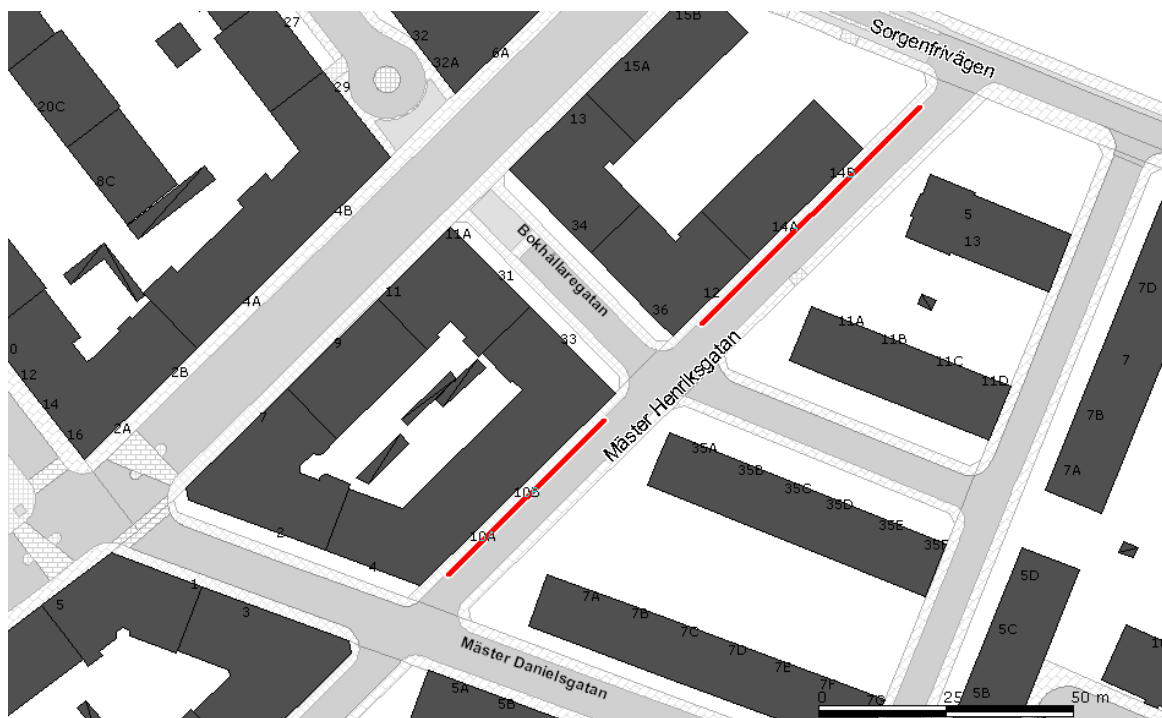 15B
27
32
6A
32A
15A
Sorgenfrivägen
29
20C
13
8C
14B
5
4B
34
14A
13
11A
Bokhållaregatan
31
7D
4A
11
12
36
11A
9
33
11B
Mäster Henriksgatan
11C
7
2B
12
11D
14
7
7B
16
2A
35A
35B
7A
35C
10B
35D
35E
2
10A
35F
4
5D
1
7A
5
3
7B
5C
7C
Mäster Danielsgatan
7D
7E
7F
5A
5B
7G
5B
0
25
50 m